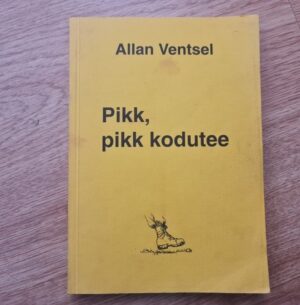 Allan Ventsel
Pikk,
pikk kodutee